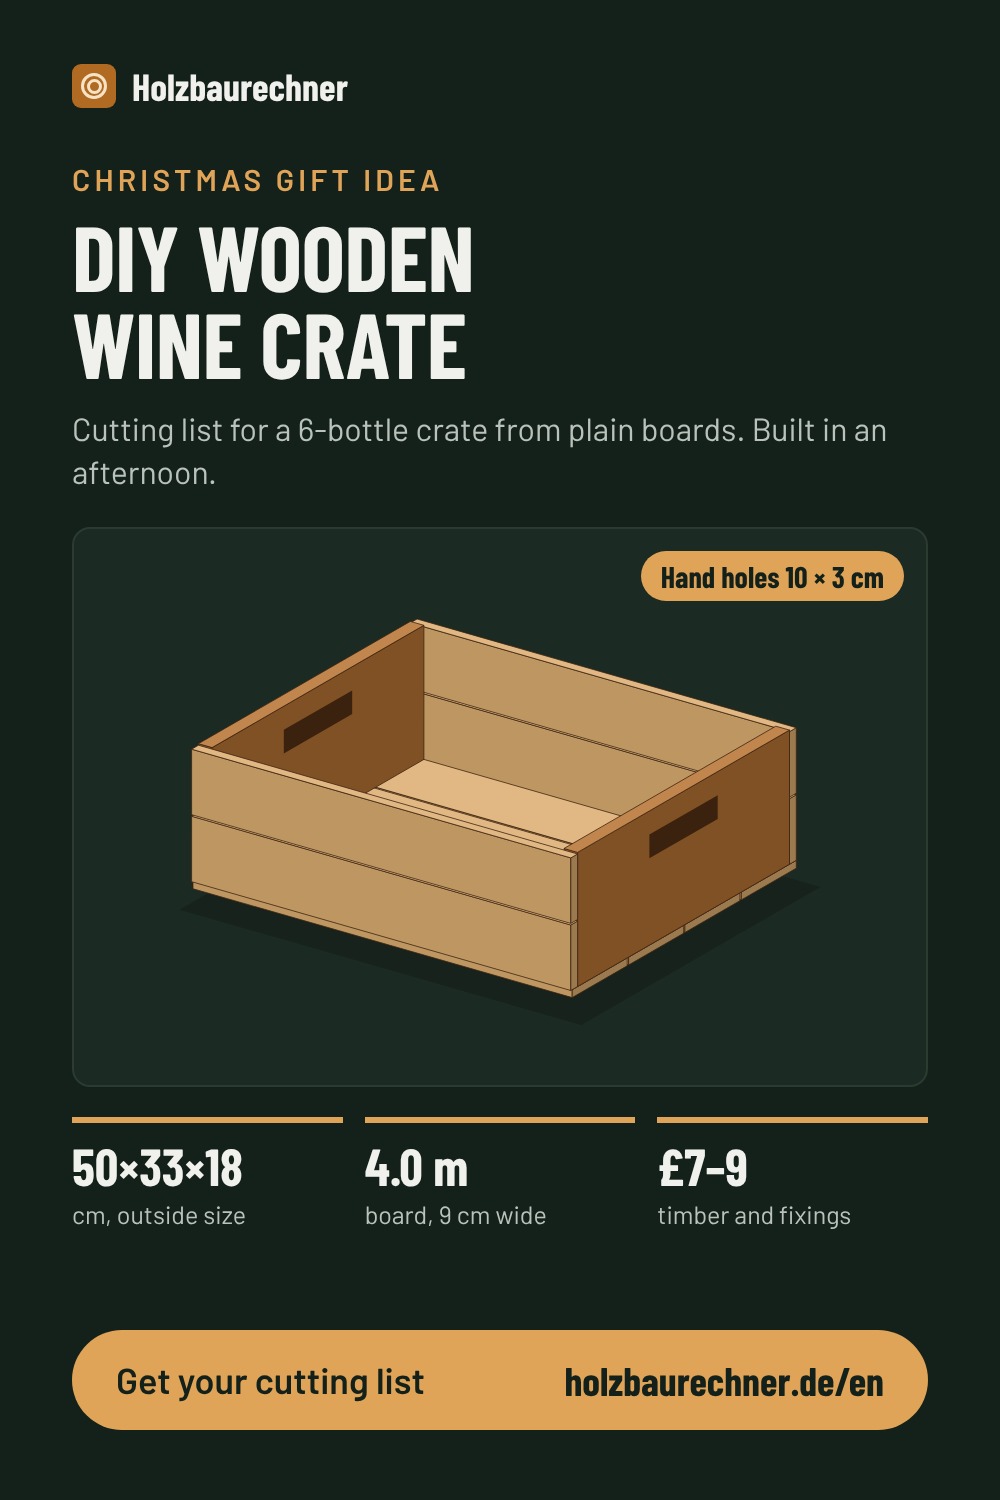 Holzbaurechner
CHRISTMAS GIFT IDEA
DIY WOODEN
WINE CRATE
Cutting list for a 6-bottle crate from plain boards. Built in an
afternoon.
Hand holes 10 × 3 cm
50×33×18
cm, outside size
4.0 m
board, 9 cm wide
£7–9
timber and fixings
Get your cutting list
holzbaurechner.de/en